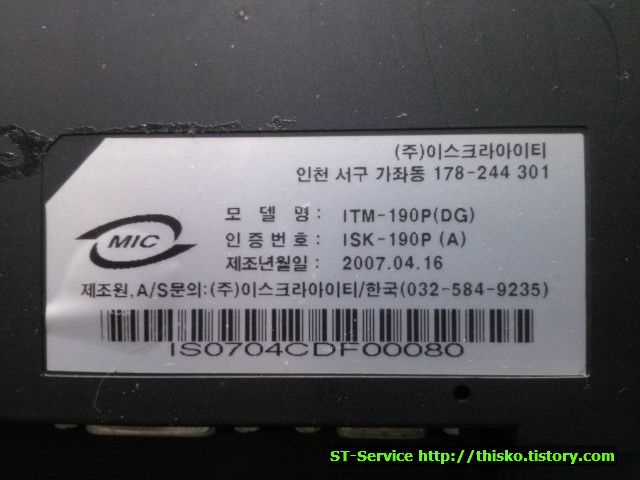 (주)이스크라아이티
인천 서구 가좌동 178-244 301
MIC
모 델 명 : ITM-190P(DG)
인 증 번 호 : ISK-190P (A)
제조년월일 : 2007.04.16
제조원,A/S문의:(주)이스크라아이티/한국(032-584-9235)
IS0704CDF00080
ST-Service http://thisko.tistory.com